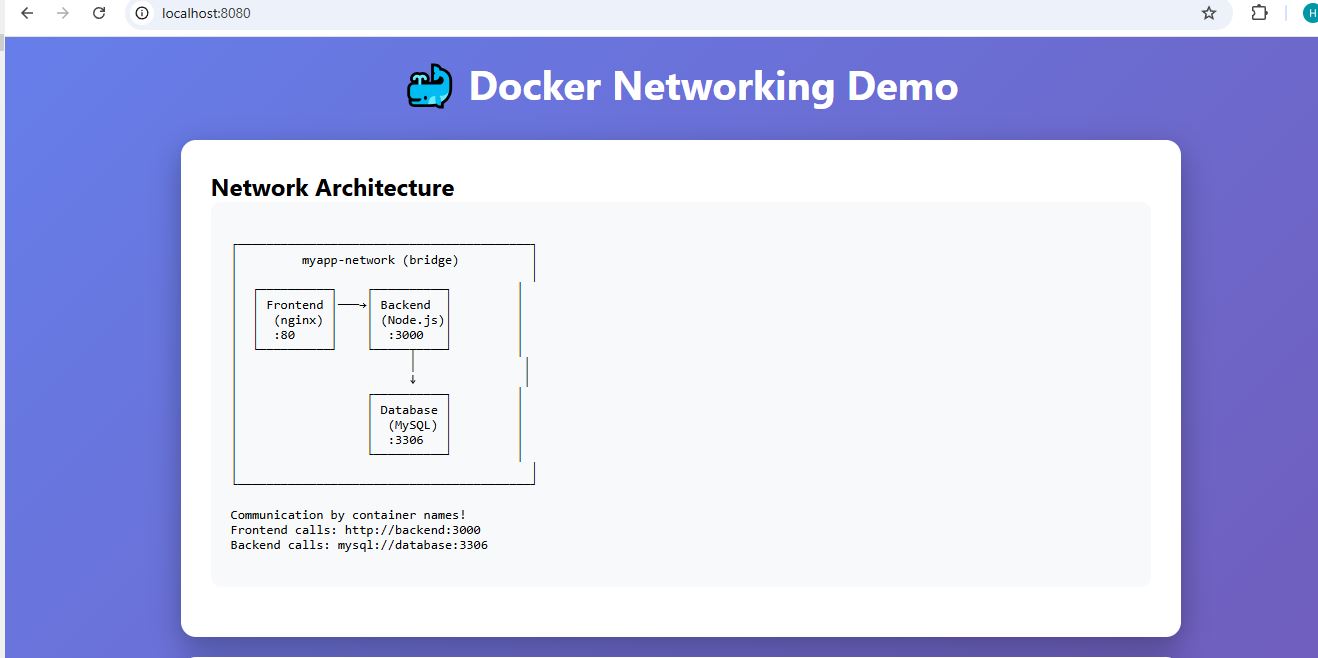 localhost:8080
H
Docker Networking Demo
Network Architecture
myapp-network (bridge)
Frontend
(nginx)
:80
Backend
(Node.js)
:3000
Database
(MySQL)
:3306
Communication by container names!
Frontend calls: http://backend:3000
Backend calls: mysql://database:3306